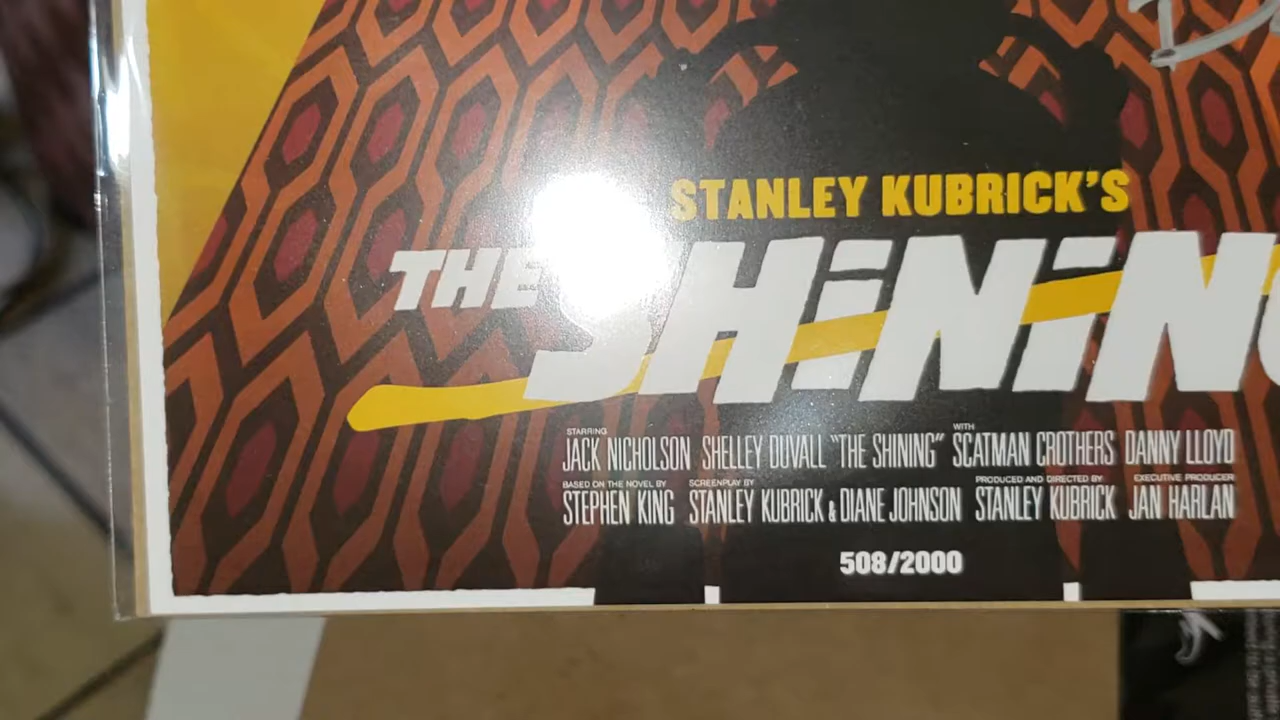 STANLEY KUBRICK'S
THE SHINING
STARRING WITH
JACK NICHOLSON SHELLEY DUVALL "THE SHINING" SCATMAN CROTHERS DANNY LLOYD
BASED ON THE NOVEL BY SCREENPLAY BY PRODUCED AND DIRECTED BY EXECUTIVE PRODUCER
STEPHEN KING STANLEY KUBRICK & DIANE JOHNSON STANLEY KUBRICK JAN HARLAN
508/2000